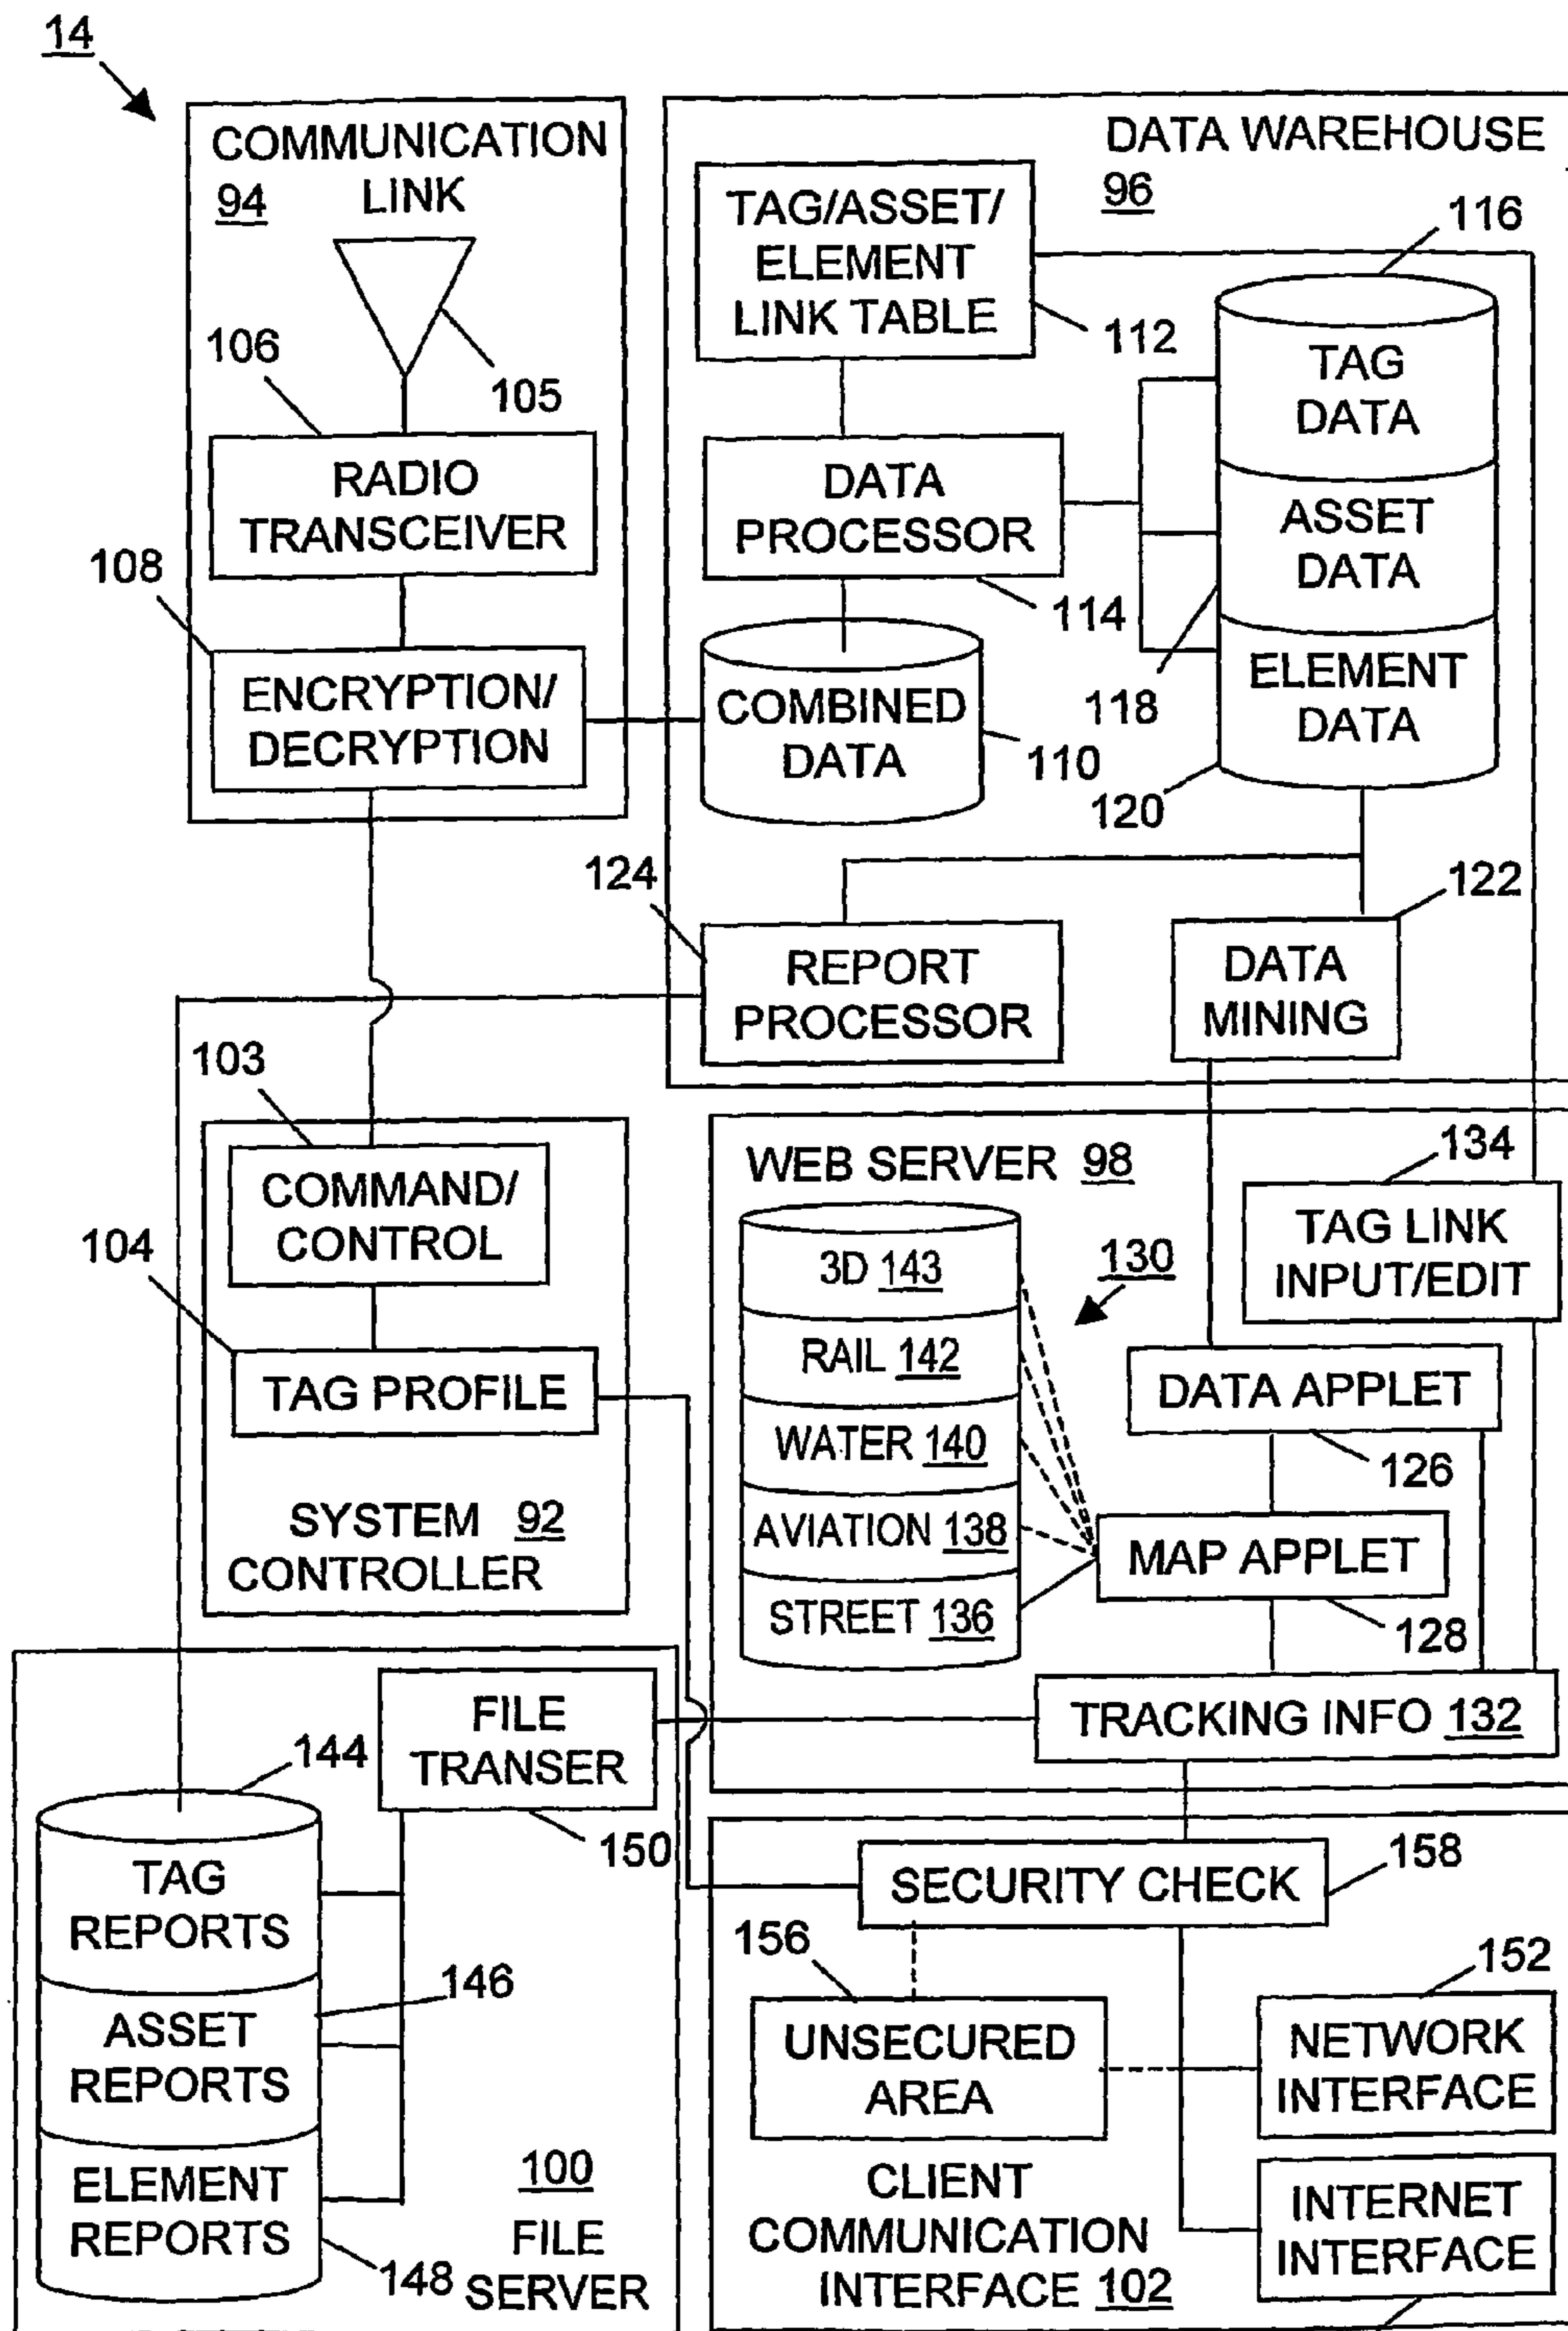 14
COMMUNICATION
LINK
94
105
106
RADIO
TRANSCEIVER
108
ENCRYPTION/
DECRYPTION
DATA WAREHOUSE
96
TAG/ASSET/
ELEMENT
LINK TABLE
112
116
TAG
DATA
ASSET
DATA
ELEMENT
DATA
118
120
DATA
PROCESSOR
114
COMBINED
DATA
110
124
REPORT
PROCESSOR
122
DATA
MINING
103
COMMAND/
CONTROL
104
TAG PROFILE
SYSTEM 92
CONTROLLER
WEB SERVER 98
134
TAG LINK
INPUT/EDIT
130
3D 143
RAIL 142
WATER 140
AVIATION 138
STREET 136
DATA APPLET
126
MAP APPLET
128
TRACKING INFO 132
FILE
TRANSER
150
144
TAG
REPORTS
146
ASSET
REPORTS
ELEMENT
REPORTS
148
100
FILE
SERVER
SECURITY CHECK
158
156
UNSECURED
AREA
152
NETWORK
INTERFACE
INTERNET
INTERFACE
CLIENT
COMMUNICATION
INTERFACE 102